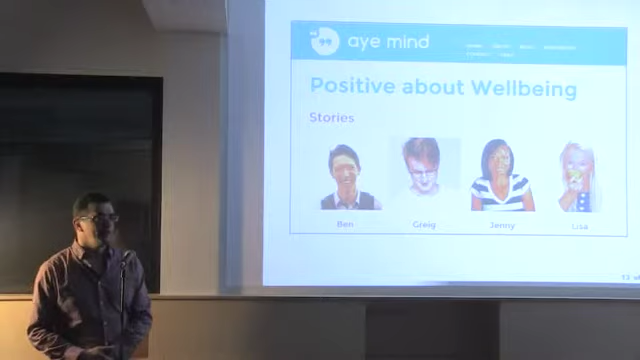 aye mind
Positive about Wellbeing
Stories
Ben Greig Jenny Lisa